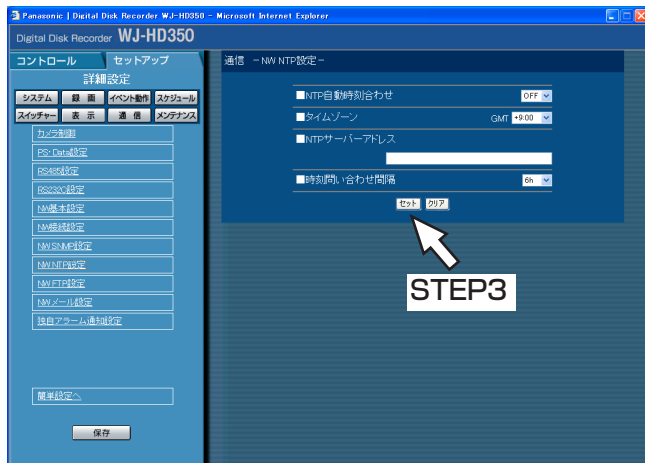 Panasonic | Digital Disk Recorder WJ-HD350 - Microsoft Internet Explorer
Digital Disk Recorder WJ-HD350
コントロール セットアップ
詳細設定
システム 録 画 イベント動作 スケジュール
スイッチャー 表 示 通 信 メンテナンス
カメラ制御
PS・Data設定
RS485設定
RS232C設定
NW基本設定
NW接続設定
NW SNMP設定
NW NTP設定
NW FTP設定
NWメール設定
独自アラーム通知設定
簡単設定へ
保存
通信 －NW NTP設定－
■NTP自動時刻合わせ OFF
■タイムゾーン GMT +9:00
■NTPサーバーアドレス
■時刻問い合わせ間隔 6h
セット クリア
STEP3